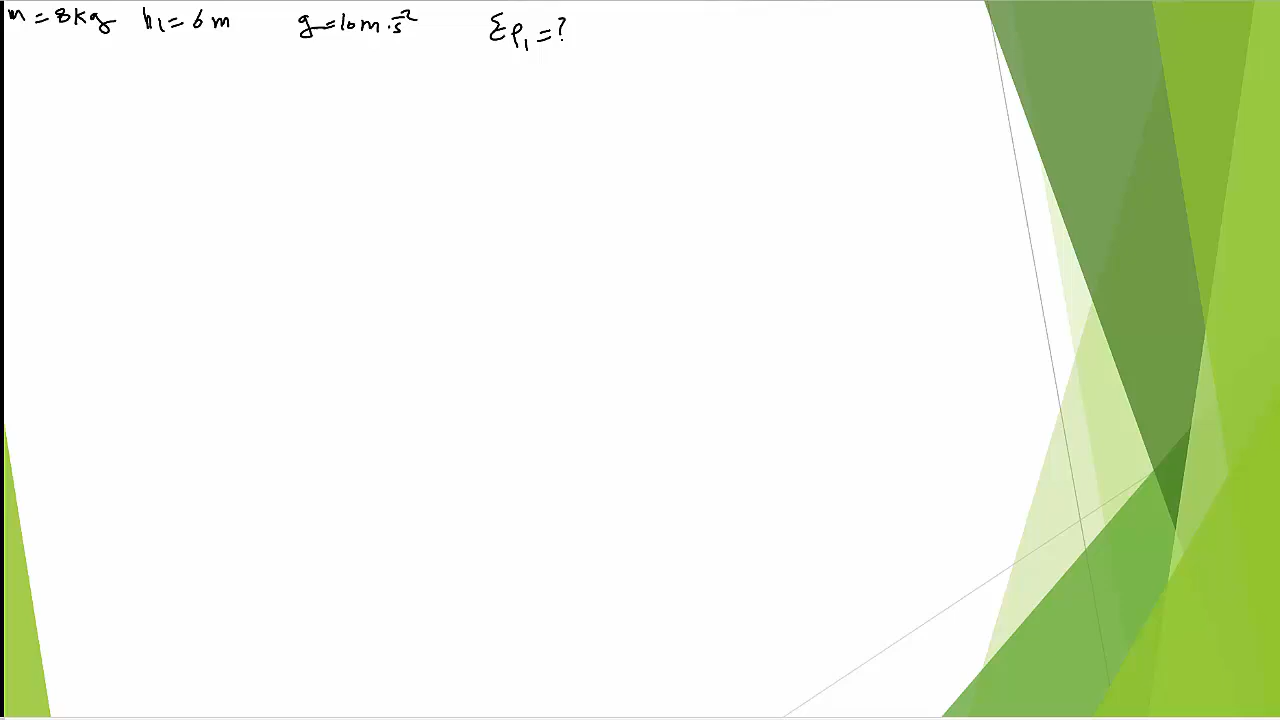 m = 8kg h₁ = 6 m g = 10 m·s⁻² Ep₁ = ?